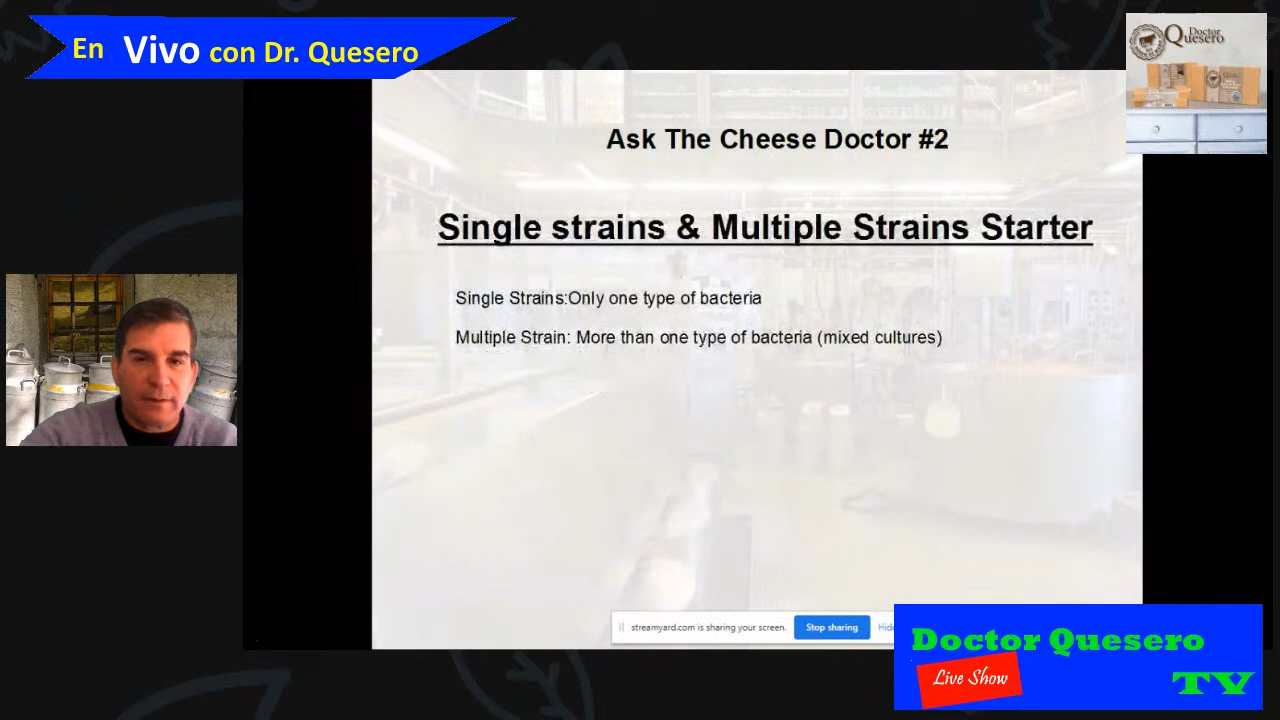 En Vivo con Dr. Quesero
Doctor
Quesero
Ask The Cheese Doctor #2
Single strains & Multiple Strains Starter
Single Strains:Only one type of bacteria
Multiple Strain: More than one type of bacteria (mixed cultures)
streamyard.com is sharing your screen. Stop sharing
Doctor Quesero
Live Show
TV